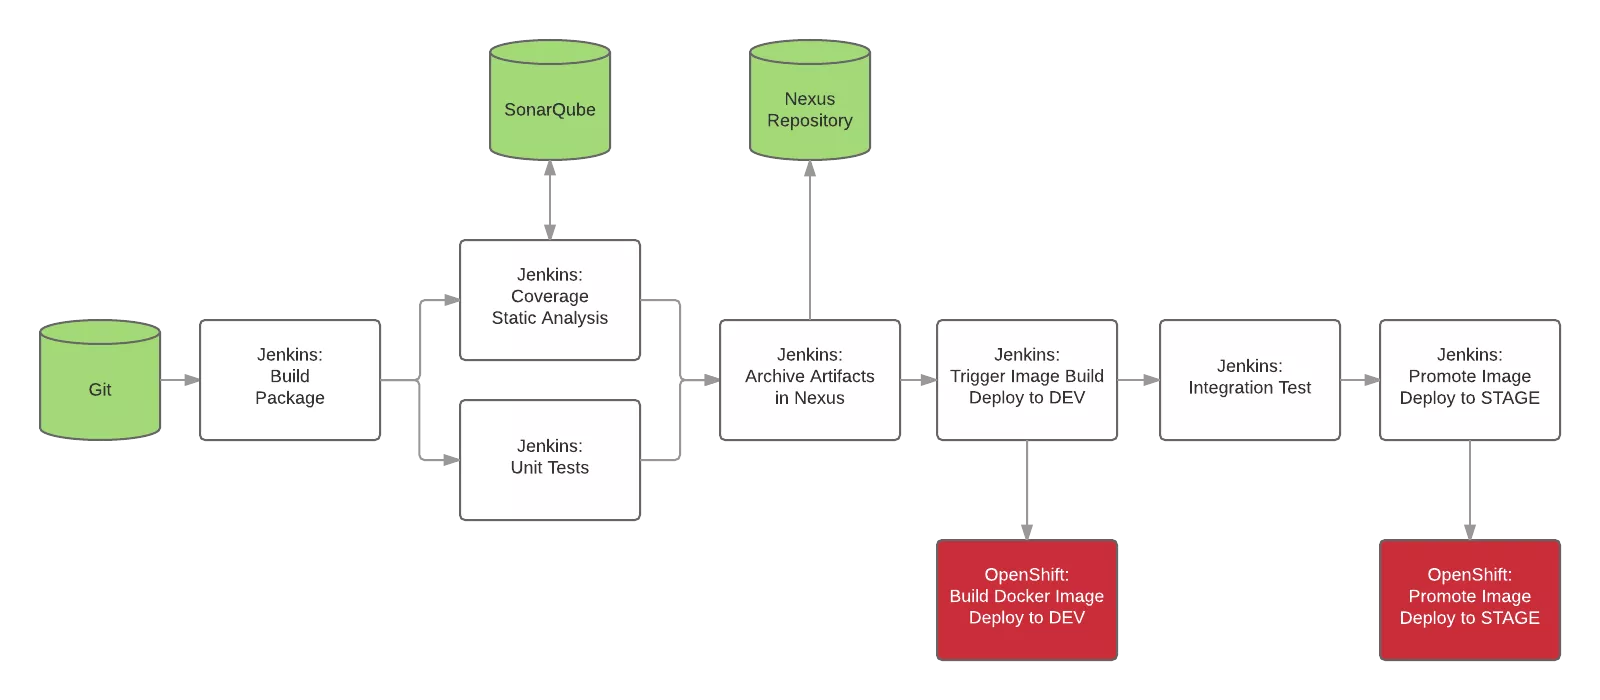 SonarQube
Nexus
Repository
Git
Jenkins:
Build
Package
Jenkins:
Coverage
Static Analysis
Jenkins:
Unit Tests
Jenkins:
Archive Artifacts
in Nexus
Jenkins:
Trigger Image Build
Deploy to DEV
Jenkins:
Integration Test
Jenkins:
Promote Image
Deploy to STAGE
OpenShift:
Build Docker Image
Deploy to DEV
OpenShift:
Promote Image
Deploy to STAGE